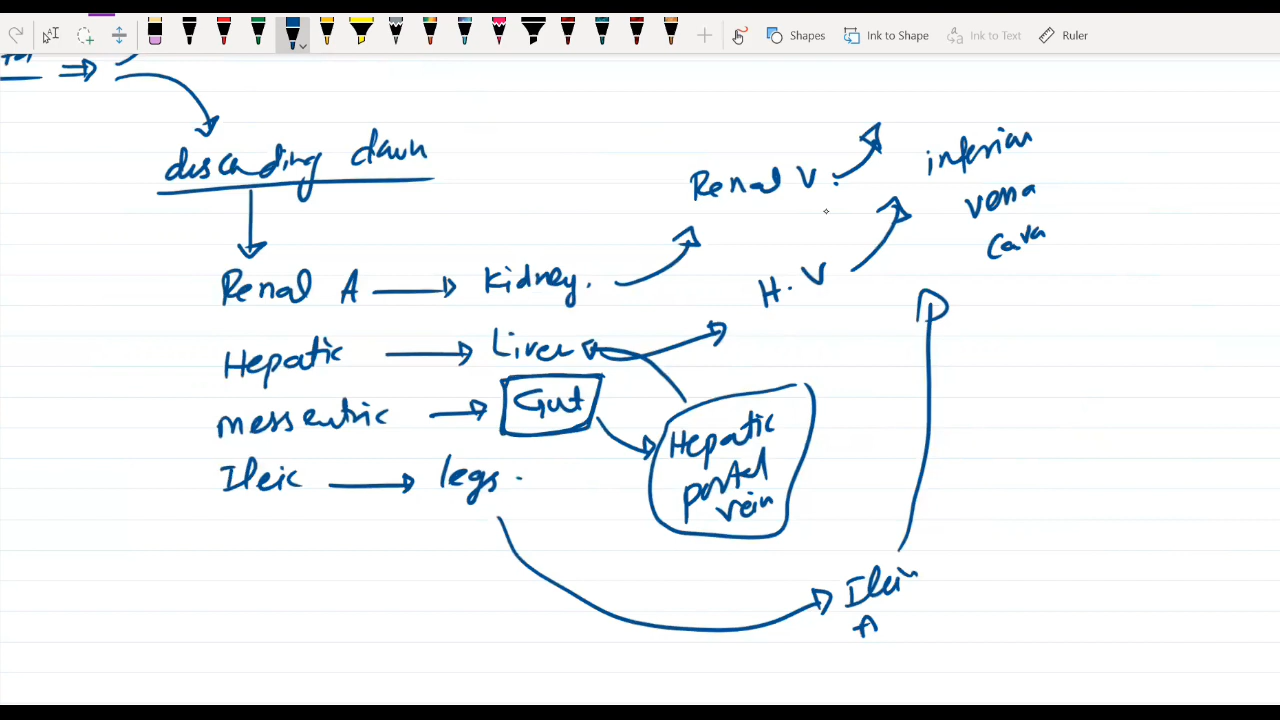 Shapes
Ink to Shape
Ink to Text
Ruler
descending down
Renal A
Kidney.
Renal V.
inferior
vena
cava
H. V
Hepatic
Liver
messentric
Gut
Hepatic
portal
vein
Ileic
legs.
Ileic
A